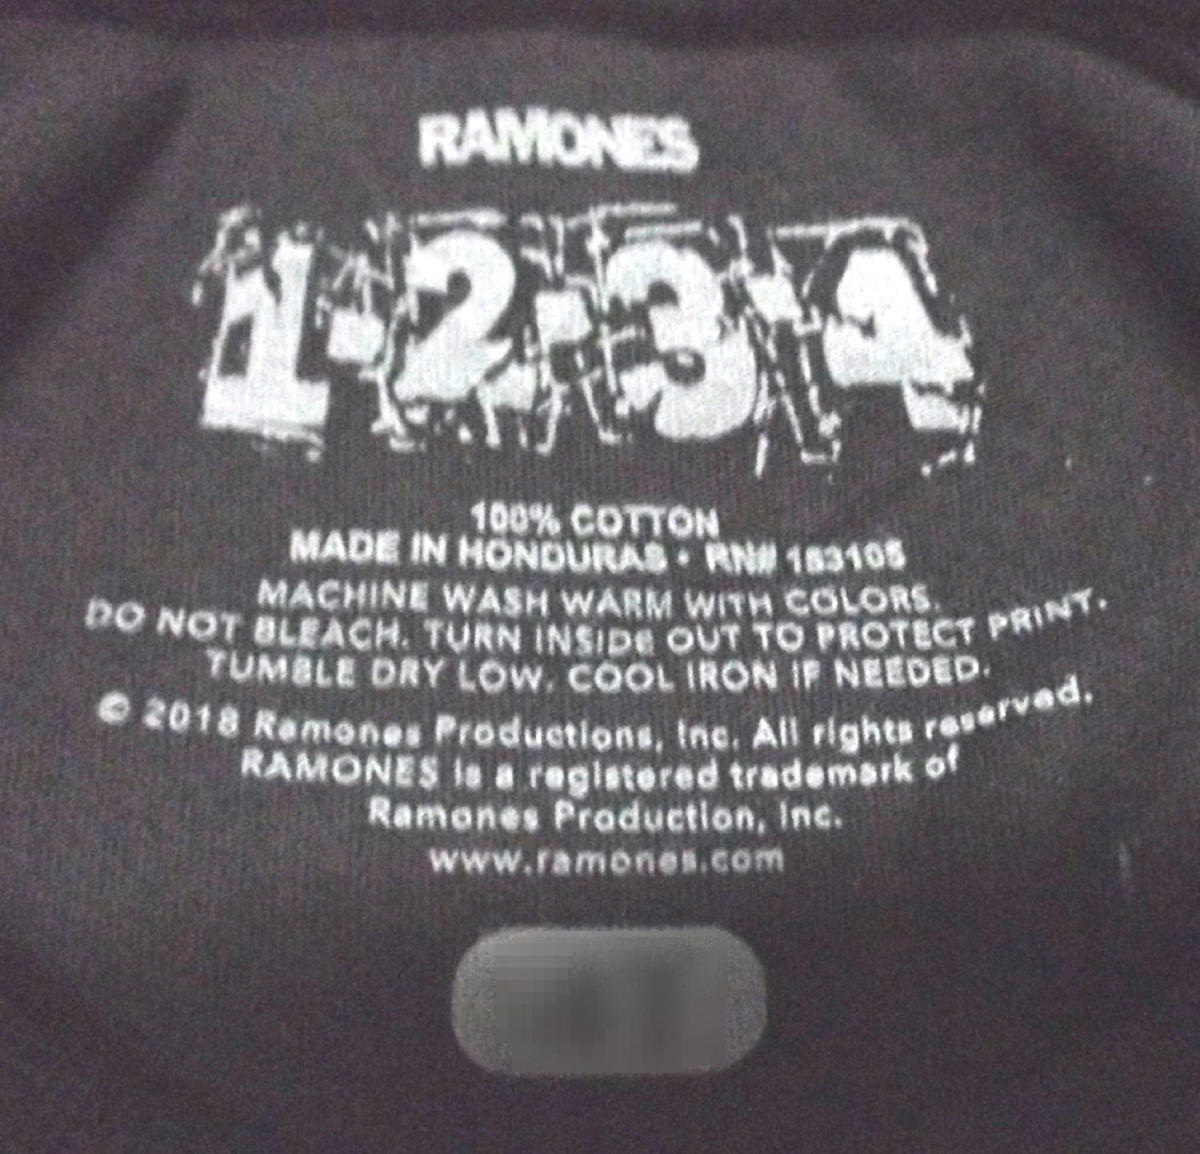 RAMONES
1·2·3·4
100% COTTON
MADE IN HONDURAS • RN# 153105
MACHINE WASH WARM WITH COLORS.
DO NOT BLEACH. TURN INSIDE OUT TO PROTECT PRINT.
TUMBLE DRY LOW. COOL IRON IF NEEDED.
© 2018 Ramones Productions, Inc. All rights reserved.
RAMONES is a registered trademark of
Ramones Production, Inc.
www.ramones.com